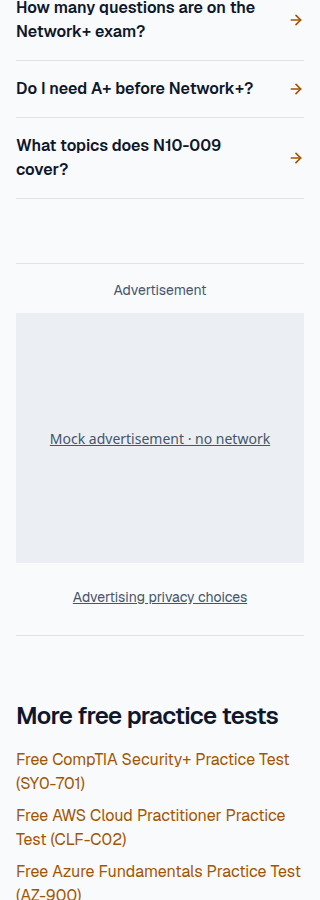 How many questions are on the
Network+ exam?
Do I need A+ before Network+?
What topics does N10-009
cover?
Advertisement
Mock advertisement · no network
Advertising privacy choices
More free practice tests
Free CompTIA Security+ Practice Test
(SY0-701)
Free AWS Cloud Practitioner Practice
Test (CLF-C02)
Free Azure Fundamentals Practice Test
(AZ-900)